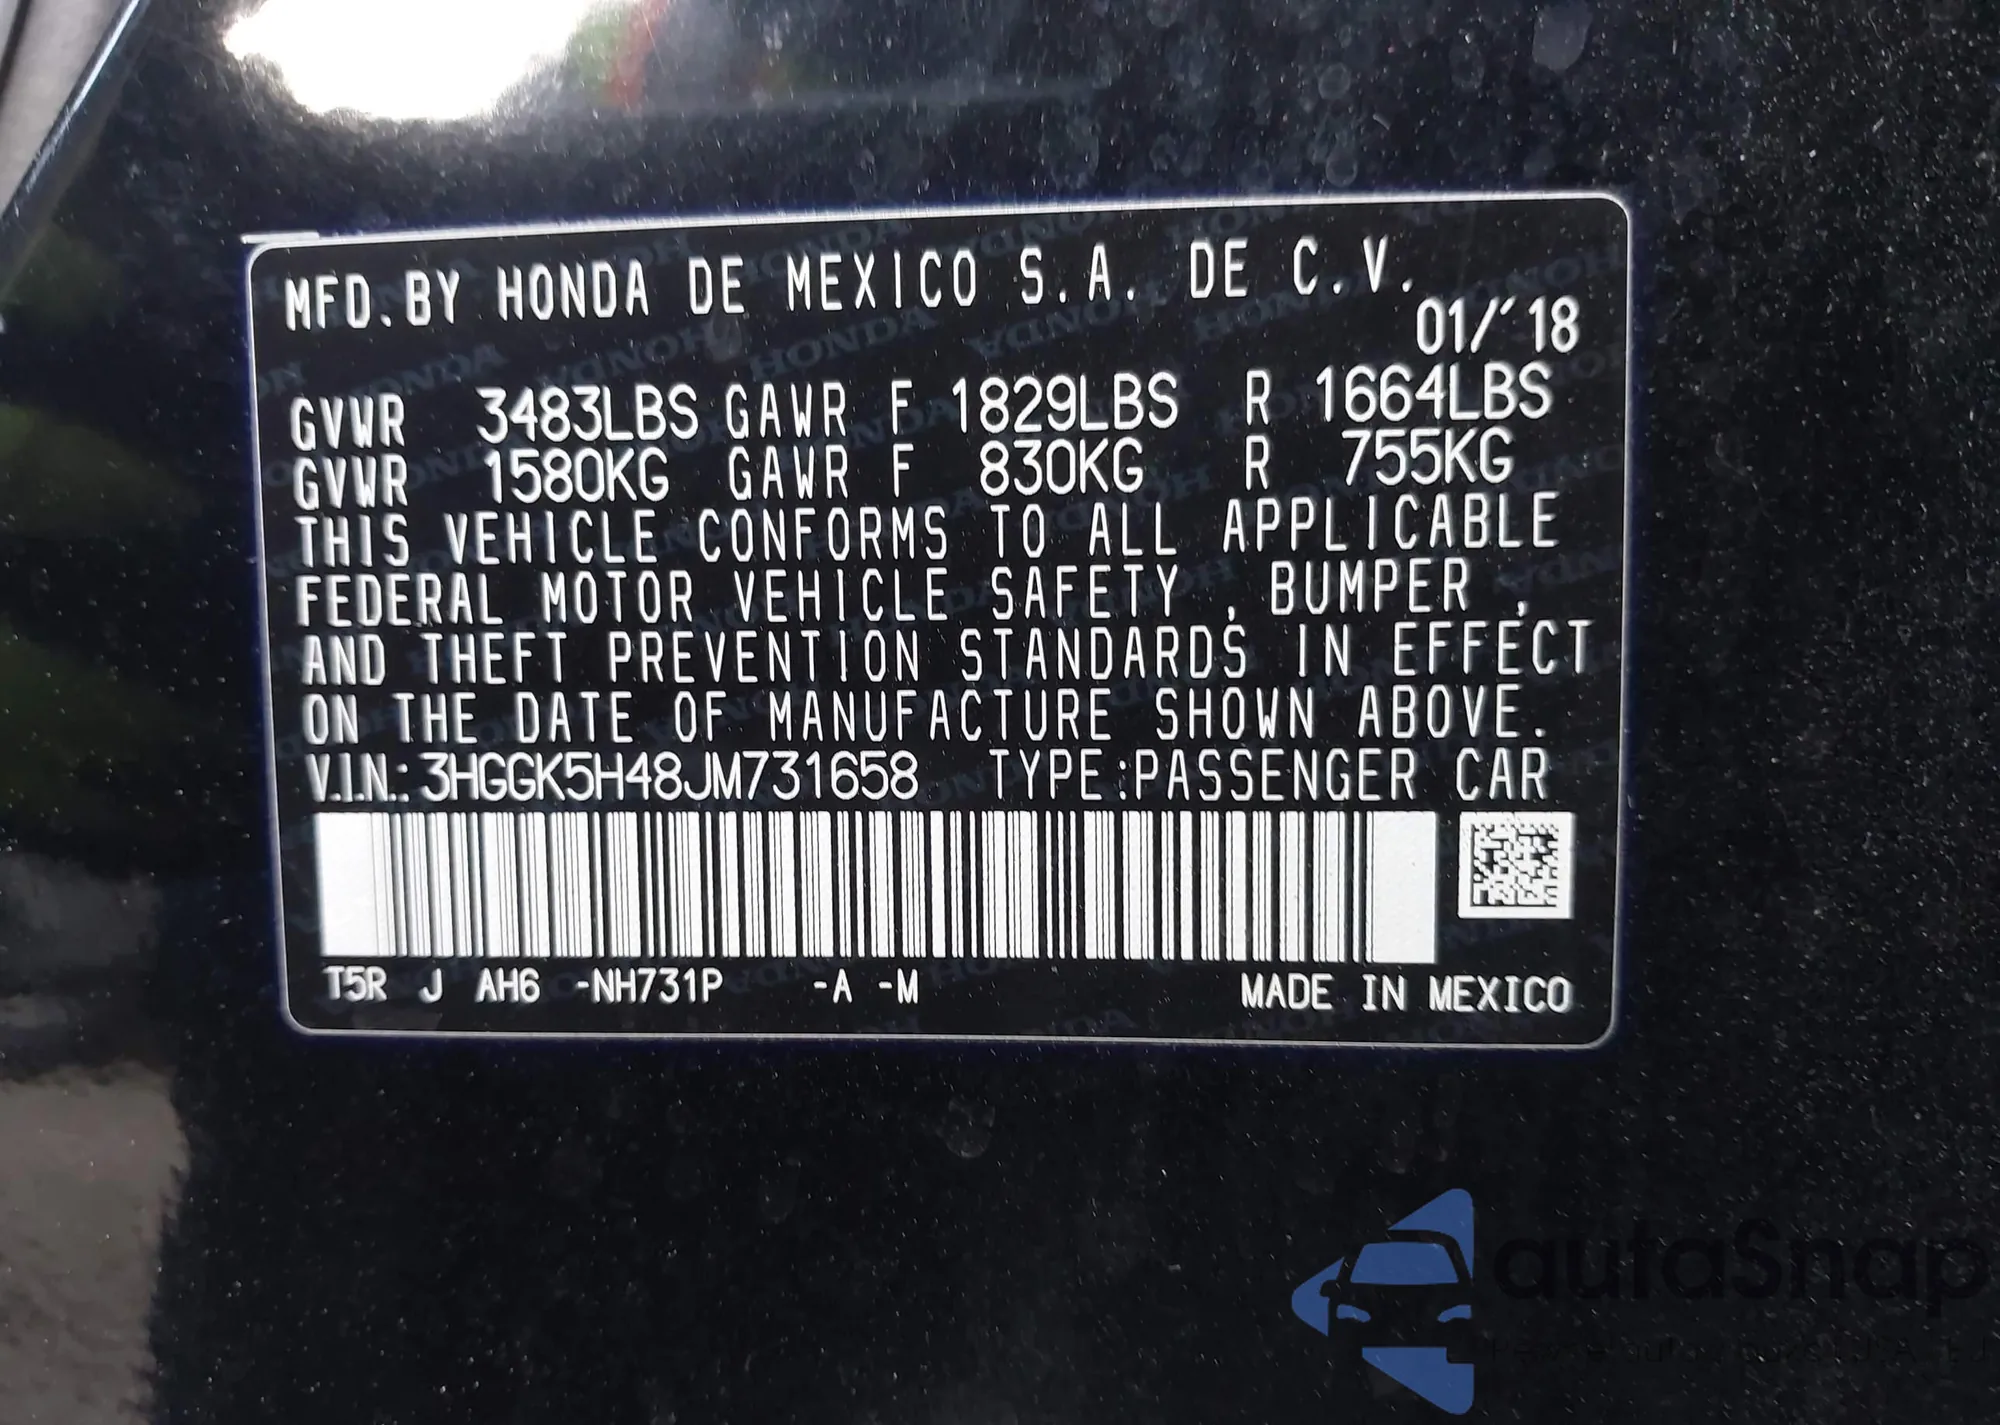 MFD.BY HONDA DE MEXICO S.A. DE C.V.
01/'18
GVWR 3483LBS GAWR F 1829LBS R 1664LBS
GVWR 1580KG GAWR F 830KG R 755KG
THIS VEHICLE CONFORMS TO ALL APPLICABLE
FEDERAL MOTOR VEHICLE SAFETY , BUMPER ,
AND THEFT PREVENTION STANDARDS IN EFFECT
ON THE DATE OF MANUFACTURE SHOWN ABOVE.
V.I.N.: 3HGGK5H48JM731658 TYPE:PASSENGER CAR
T5R J AH6 -NH731P -A -M MADE IN MEXICO
autaSnap